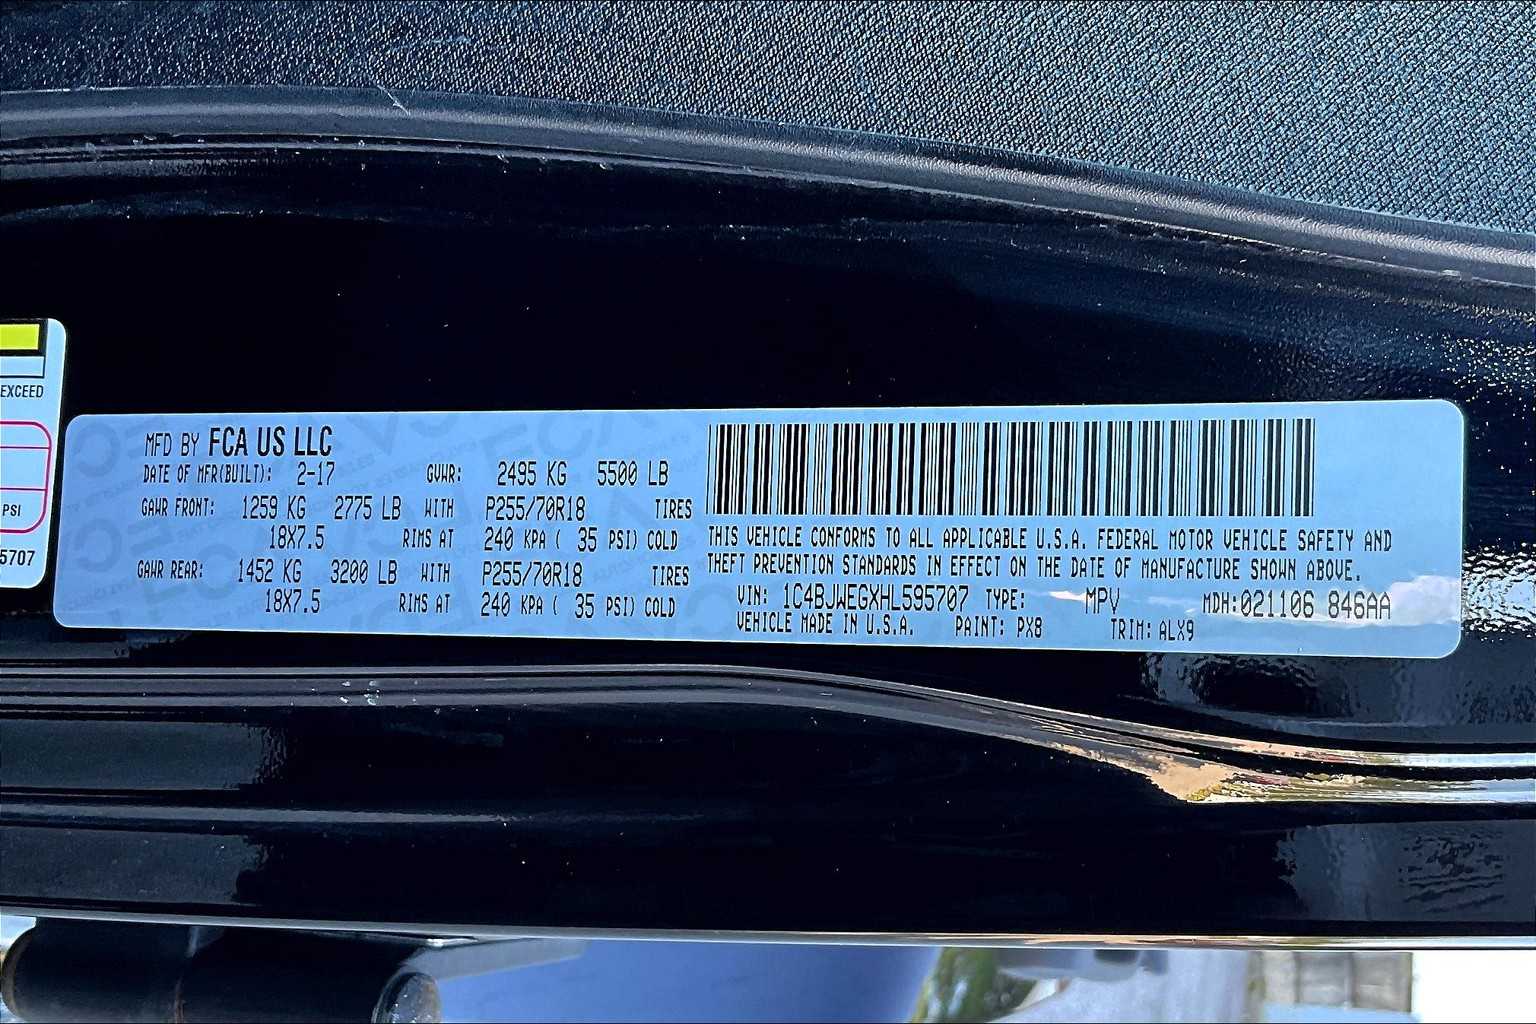 EXCEED
PSI
5707
MFD BY FCA US LLC
DATE OF MFR(BUILT): 2-17 GVWR: 2495 KG 5500 LB
GAWR FRONT: 1259 KG 2775 LB WITH P255/70R18 TIRES
18X7.5 RIMS AT 240 KPA ( 35 PSI) COLD
GAWR REAR: 1452 KG 3200 LB WITH P255/70R18 TIRES
18X7.5 RIMS AT 240 KPA ( 35 PSI) COLD
THIS VEHICLE CONFORMS TO ALL APPLICABLE U.S.A. FEDERAL MOTOR VEHICLE SAFETY AND
THEFT PREVENTION STANDARDS IN EFFECT ON THE DATE OF MANUFACTURE SHOWN ABOVE.
VIN: 1C4BJWEGXHL595707 TYPE: MPV MDH:021106 846AA
VEHICLE MADE IN U.S.A. PAINT: PX8 TRIM: ALX9